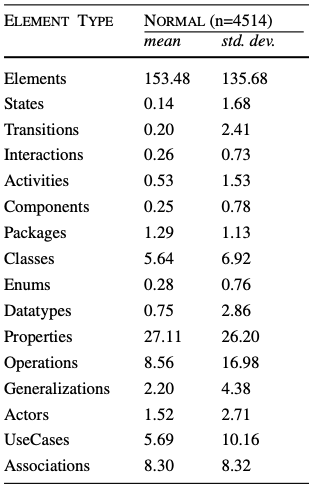 ELEMENT TYPE NORMAL (n=4514)
mean std. dev.
Elements 153.48 135.68
States 0.14 1.68
Transitions 0.20 2.41
Interactions 0.26 0.73
Activities 0.53 1.53
Components 0.25 0.78
Packages 1.29 1.13
Classes 5.64 6.92
Enums 0.28 0.76
Datatypes 0.75 2.86
Properties 27.11 26.20
Operations 8.56 16.98
Generalizations 2.20 4.38
Actors 1.52 2.71
UseCases 5.69 10.16
Associations 8.30 8.32